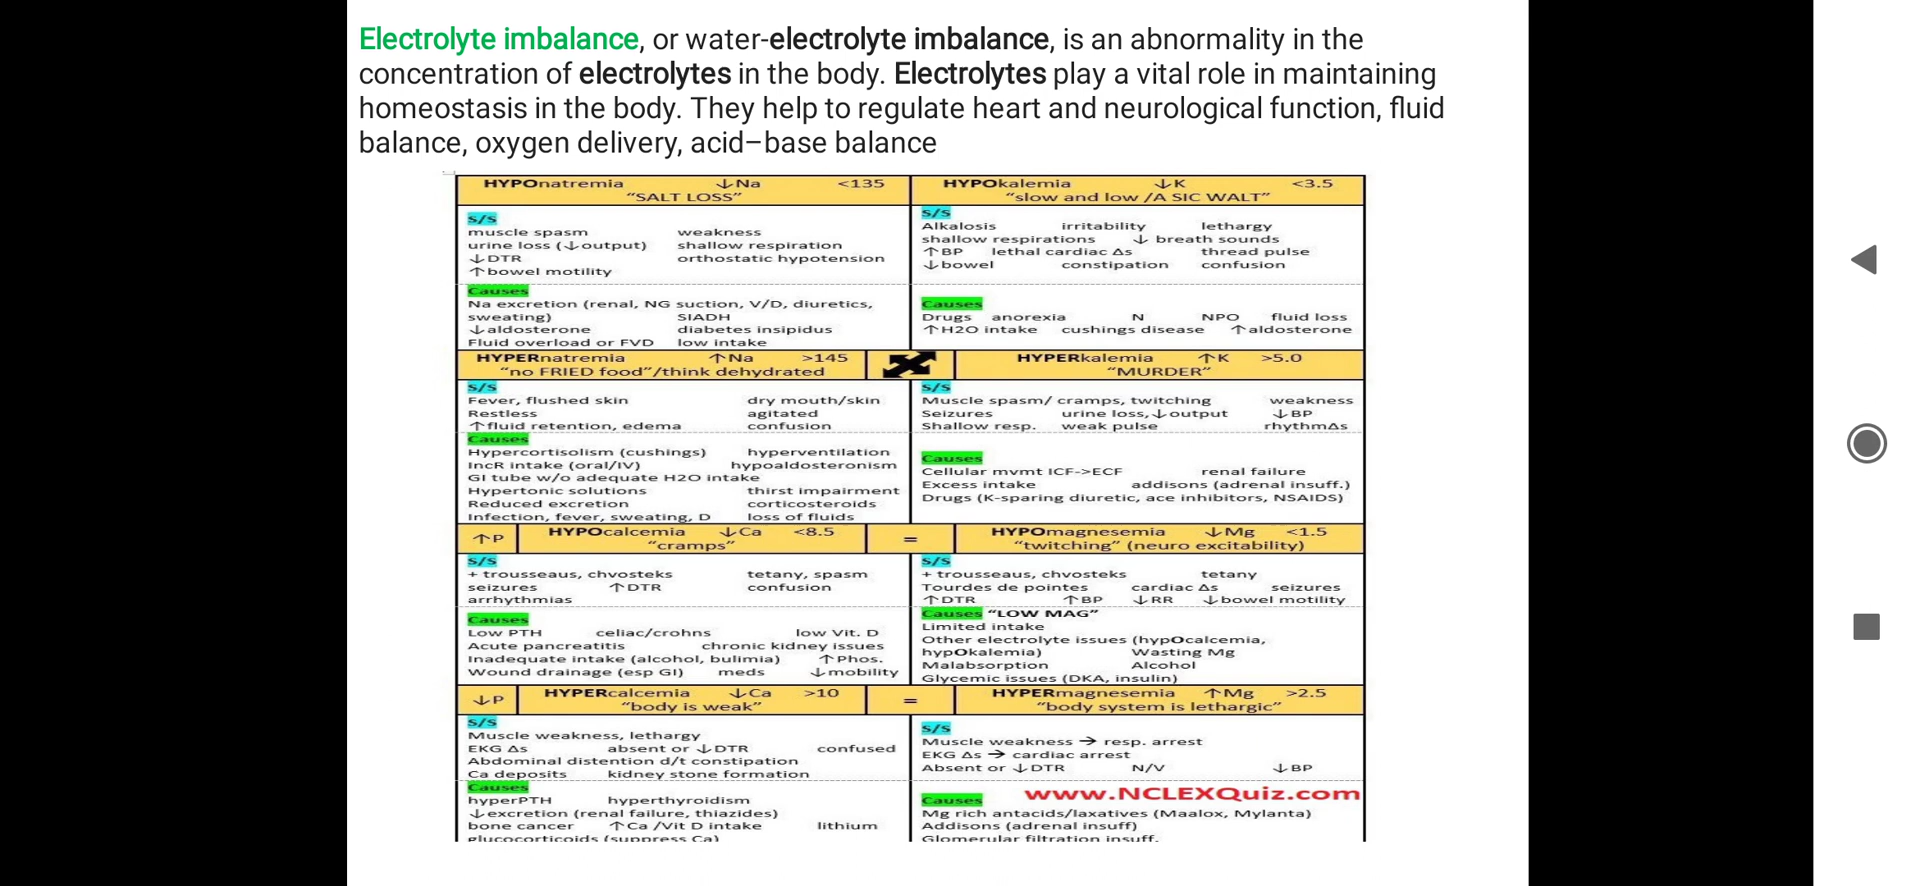 Electrolyte imbalance, or water-electrolyte imbalance, is an abnormality in the
concentration of electrolytes in the body. Electrolytes play a vital role in maintaining
homeostasis in the body. They help to regulate heart and neurological function, fluid
balance, oxygen delivery, acid–base balance
HYPOnatremia ↓Na <135
“SALT LOSS”
S/S
muscle spasm weakness
urine loss (↓output) shallow respiration
↓DTR orthostatic hypotension
↑bowel motility
Causes
Na excretion (renal, NG suction, V/D, diuretics,
sweating) SIADH
↓aldosterone diabetes insipidus
Fluid overload or FVD low intake
HYPOkalemia ↓K <3.5
“slow and low /A SIC WALT”
S/S
Alkalosis irritability lethargy
shallow respirations ↓ breath sounds
↑BP lethal cardiac Δs thread pulse
↓bowel constipation confusion
Causes
Drugs anorexia N NPO fluid loss
↑H2O intake cushings disease ↑aldosterone
HYPERnatremia ↑Na >145
“no FRIED food”/think dehydrated
S/S
Fever, flushed skin dry mouth/skin
Restless agitated
↑fluid retention, edema confusion
Causes
Hypercortisolism (cushings) hyperventilation
IncR intake (oral/IV) hypoaldosteronism
GI tube w/o adequate H2O intake
Hypertonic solutions thirst impairment
Reduced excretion corticosteroids
Infection, fever, sweating, D loss of fluids
HYPERkalemia ↑K >5.0
“MURDER”
S/S
Muscle spasm/ cramps, twitching weakness
Seizures urine loss,↓output ↓BP
Shallow resp. weak pulse rhythmΔs
Causes
Cellular mvmt ICF->ECF renal failure
Excess intake addisons (adrenal insuff.)
Drugs (K-sparing diuretic, ace inhibitors, NSAIDS)
↑P HYPOcalcemia ↓Ca <8.5
“cramps”
=
S/S
+ trousseaus, chvosteks tetany, spasm
seizures ↑DTR confusion
arrhythmias
Causes
Low PTH celiac/crohns low Vit. D
Acute pancreatitis chronic kidney issues
Inadequate intake (alcohol, bulimia) ↑Phos.
Wound drainage (esp GI) meds ↓mobility
HYPOmagnesemia ↓Mg <1.5
“twitching” (neuro excitability)
S/S
+ trousseaus, chvosteks tetany
Tourdes de pointes cardiac Δs seizures
↑DTR ↑BP ↓RR ↓bowel motility
Causes “LOW MAG”
Limited intake
Other electrolyte issues (hypOcalcemia,
hypOkalemia) Wasting Mg
Malabsorption Alcohol
Glycemic issues (DKA, insulin)
↓P HYPERcalcemia ↓Ca >10
“body is weak”
=
S/S
Muscle weakness, lethargy
EKG Δs absent or ↓DTR confused
Abdominal distention d/t constipation
Ca deposits kidney stone formation
Causes
hyperPTH hyperthyroidism
↓excretion (renal failure, thiazides)
bone cancer ↑Ca /Vit D intake lithium
glucocorticoids (suppress Ca)
HYPERmagnesemia ↑Mg >2.5
“body system is lethargic”
S/S
Muscle weakness → resp. arrest
EKG Δs → cardiac arrest
Absent or ↓DTR N/V ↓BP
www.NCLEXQuiz.com
Causes
Mg rich antacids/laxatives (Maalox, Mylanta)
Addisons (adrenal insuff)
Glomerular filtration insuff.